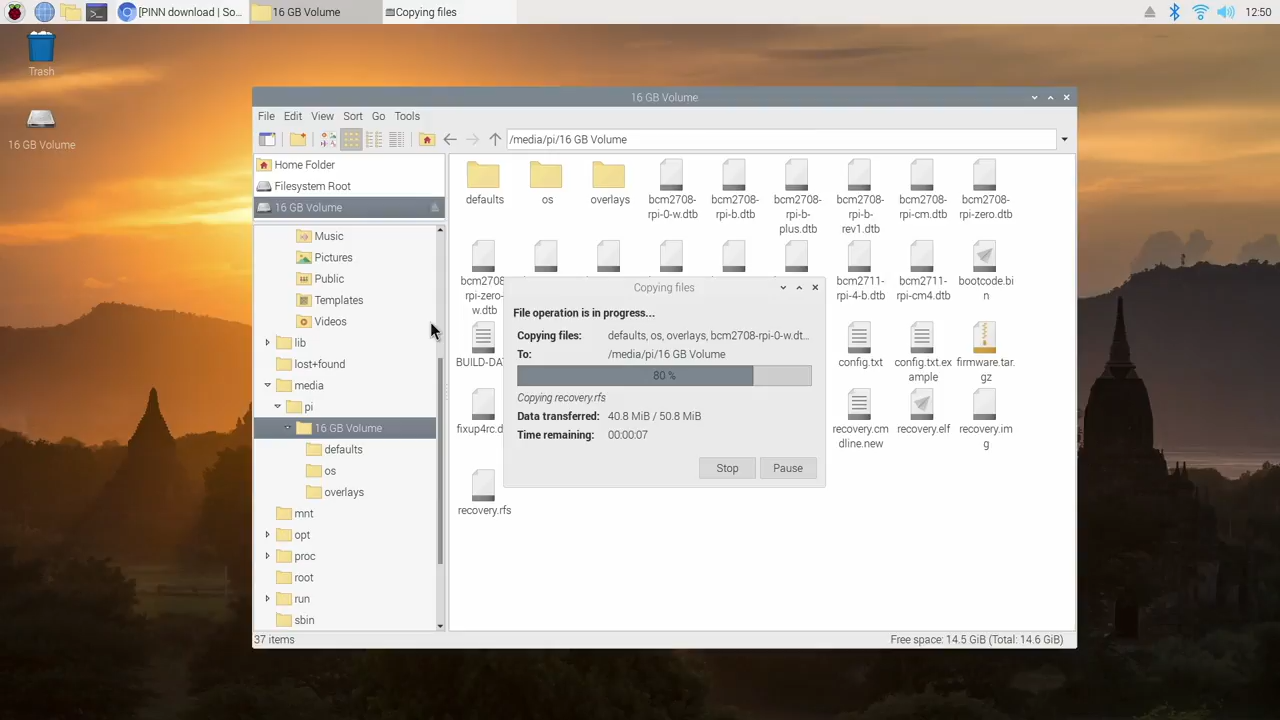 [PINN download | So...
16 GB Volume
Copying files
12:50
Trash
16 GB Volume
16 GB Volume
File Edit View Sort Go Tools
/media/pi/16 GB Volume
Home Folder
Filesystem Root
16 GB Volume
Music
Pictures
Public
Templates
Videos
lib
lost+found
media
pi
16 GB Volume
defaults
os
overlays
mnt
opt
proc
root
run
sbin
defaults
os
overlays
bcm2708-
rpi-0-w.dtb
bcm2708-
rpi-b.dtb
bcm2708-
rpi-b-
plus.dtb
bcm2708-
rpi-b-
rev1.dtb
bcm2708-
rpi-cm.dtb
bcm2708-
rpi-zero.dtb
bcm2708
rpi-zero-
w.dtb
bcm2711-
rpi-4-b.dtb
bcm2711-
rpi-cm4.dtb
bootcode.bi
n
BUILD-DA
config.txt
config.txt.ex
ample
firmware.tar.
gz
fixup4rc.d
recovery.cm
dline.new
recovery.elf
recovery.im
g
recovery.rfs
Copying files
File operation is in progress...
Copying files: defaults, os, overlays, bcm2708-rpi-0-w.dt...
To: /media/pi/16 GB Volume
80 %
Copying recovery.rfs
Data transferred: 40.8 MiB / 50.8 MiB
Time remaining: 00:00:07
Stop Pause
37 items
Free space: 14.5 GiB (Total: 14.6 GiB)